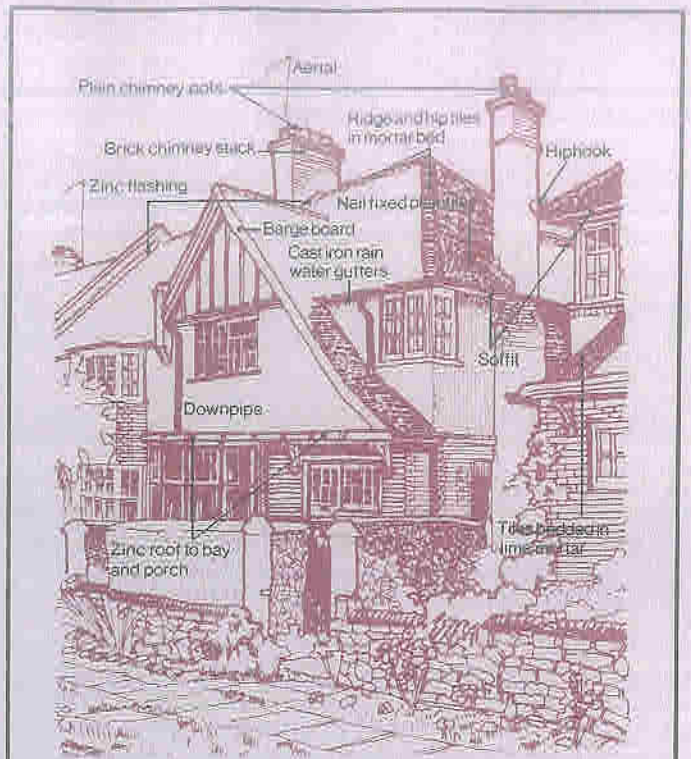 Aerial
Plain chimney pots
Ridge and hip tiles
in mortar bed
Brick chimney stack
Hiphook
Zinc flashing
Nail fixed plain tiles
Barge board
Cast iron rain
water gutters
Soffit
Downpipe
Tiles bedded in
lime mortar
Zinc roof to bay
and porch